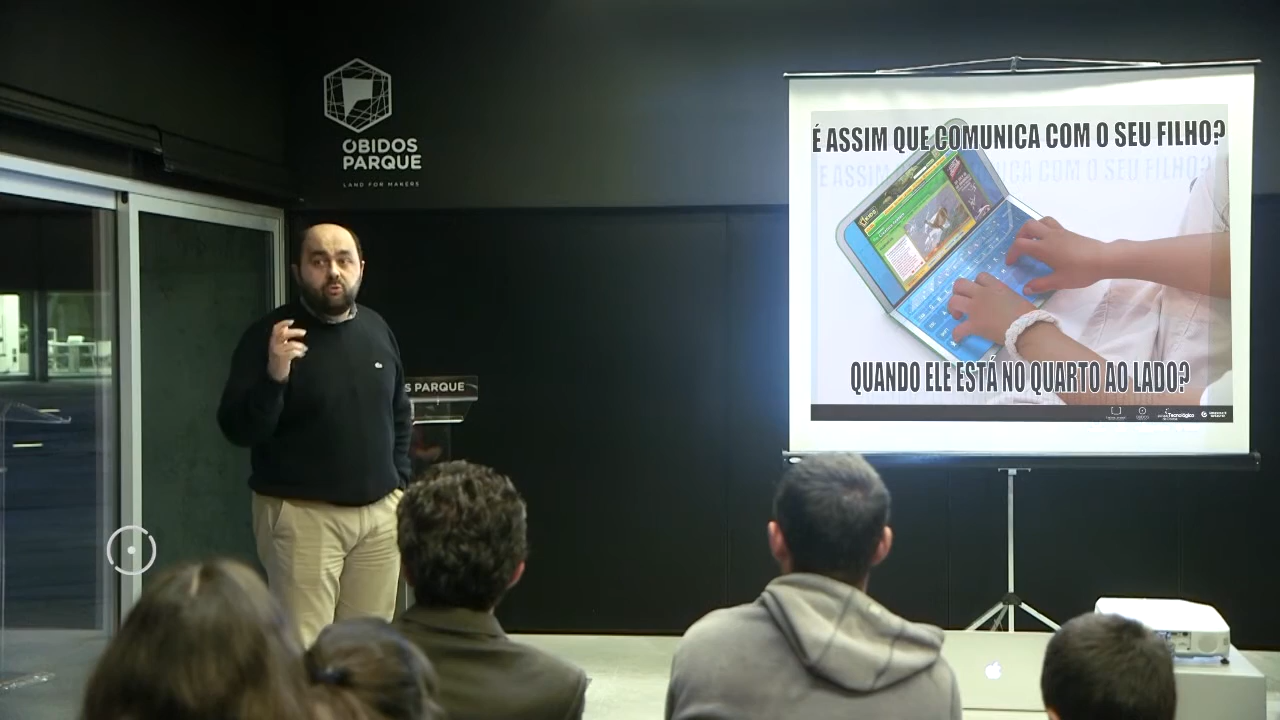 OBIDOS
PARQUE
LAND FOR MAKERS
S PARQUE
É ASSIM QUE COMUNICA COM O SEU FILHO?
QUANDO ELE ESTÁ NO QUARTO AO LADO?
Tecnológico